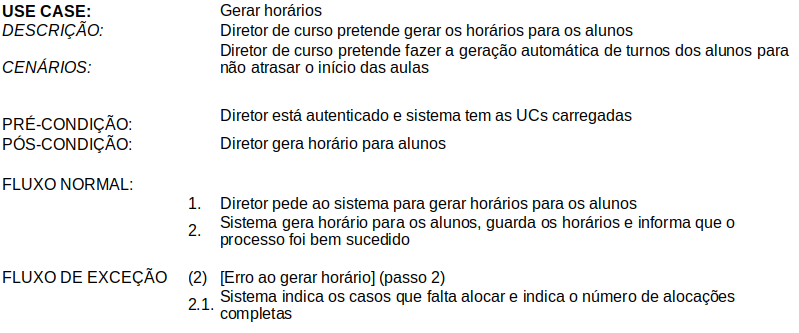 USE CASE: Gerar horários
DESCRIÇÃO: Diretor de curso pretende gerar os horários para os alunos
CENÁRIOS: Diretor de curso pretende fazer a geração automática de turnos dos alunos para
não atrasar o início das aulas
PRÉ-CONDIÇÃO: Diretor está autenticado e sistema tem as UCs carregadas
PÓS-CONDIÇÃO: Diretor gera horário para alunos
FLUXO NORMAL:
1. Diretor pede ao sistema para gerar horários para os alunos
2. Sistema gera horário para os alunos, guarda os horários e informa que o
processo foi bem sucedido
FLUXO DE EXCEÇÃO (2) [Erro ao gerar horário] (passo 2)
2.1. Sistema indica os casos que falta alocar e indica o número de alocações
completas